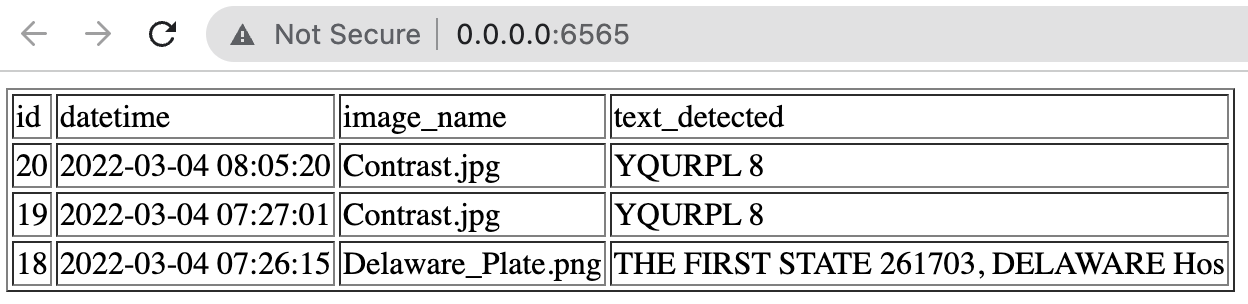 Not Secure 0.0.0.0:6565
id datetime image_name text_detected
20 2022-03-04 08:05:20 Contrast.jpg YQURPL 8
19 2022-03-04 07:27:01 Contrast.jpg YQURPL 8
18 2022-03-04 07:26:15 Delaware_Plate.png THE FIRST STATE 261703, DELAWARE Hos